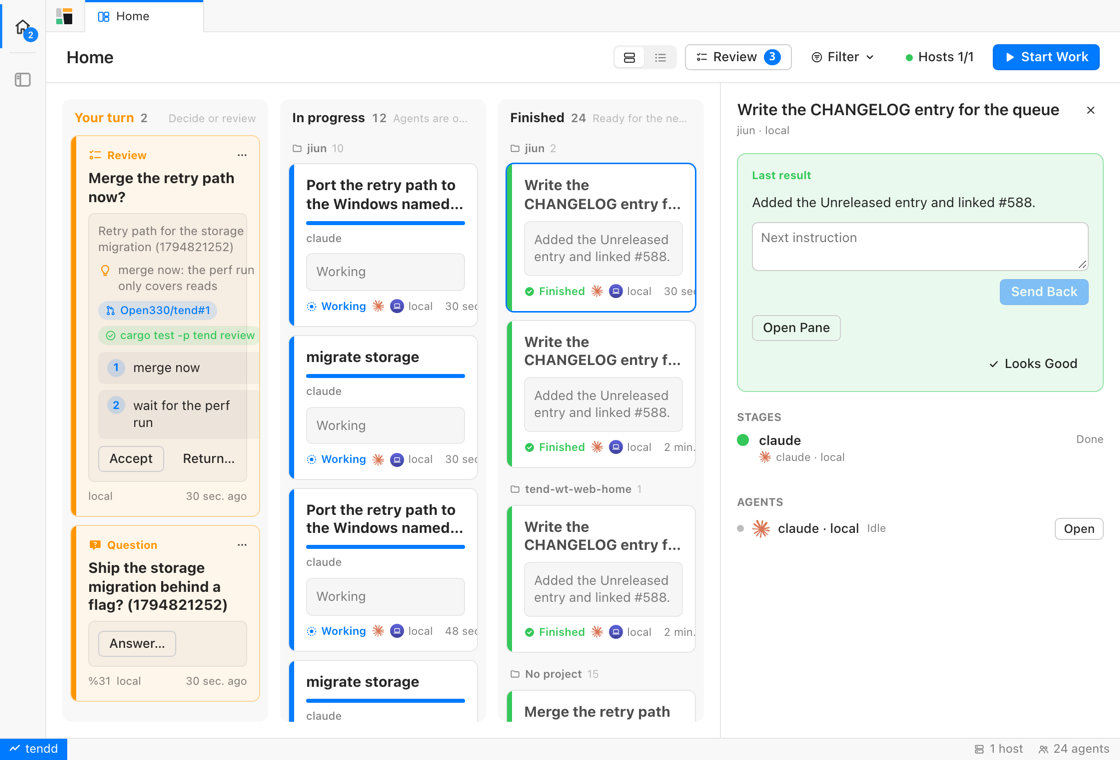 2
Home
Home
Review 3
Filter
Hosts 1/1
Start Work
Your turn 2 Decide or review
Review
Merge the retry path
now?
Retry path for the storage
migration (1794821252)
merge now: the perf run
only covers reads
Open330/tend#1
cargo test -p tend review
1 merge now
2 wait for the perf
run
Accept Return...
local 30 sec. ago
Question
Ship the storage
migration behind a
flag? (1794821252)
Answer...
%31 local 30 sec. ago
In progress 12 Agents are o...
jiun 10
Port the retry path to
the Windows named...
claude
Working
Working local 30 sec
migrate storage
claude
Working
Working local 30 sec
Port the retry path to
the Windows named...
claude
Working
Working local 48 sec
migrate storage
claude
Finished 24 Ready for the ne...
jiun 2
Write the
CHANGELOG entry f...
Added the Unreleased
entry and linked #588.
Finished local 30 sec
Write the
CHANGELOG entry f...
Added the Unreleased
entry and linked #588.
Finished local 2 min.
tend-wt-web-home 1
Write the
CHANGELOG entry f...
Added the Unreleased
entry and linked #588.
Finished local 2 min.
No project 15
Merge the retry path
Write the CHANGELOG entry for the queue
jiun · local
Last result
Added the Unreleased entry and linked #588.
Next instruction
Send Back
Open Pane
Looks Good
STAGES
claude Done
claude · local
AGENTS
claude · local Idle Open
tendd
1 host 24 agents